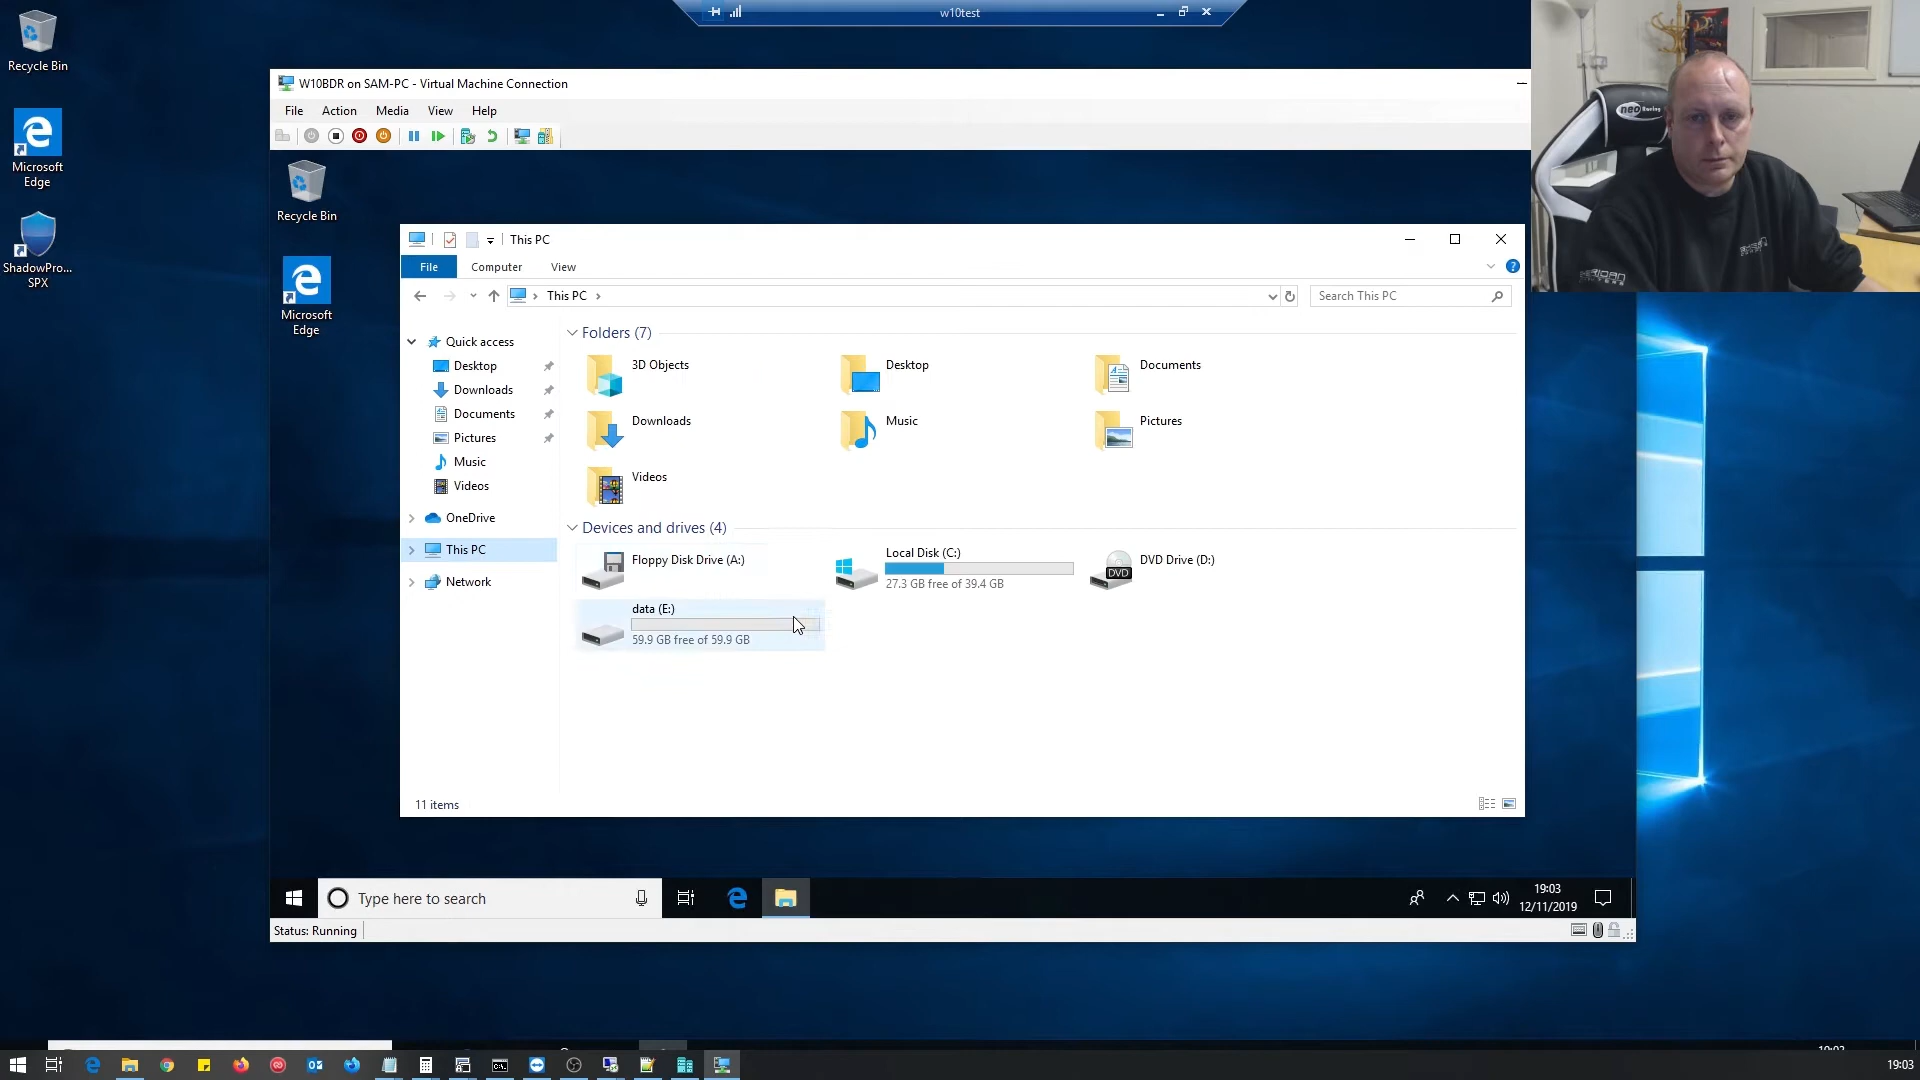 w10test
Recycle Bin
Microsoft
Edge
ShadowPro...
SPX
W10BDR on SAM-PC - Virtual Machine Connection
File Action Media View Help
Recycle Bin
Microsoft
Edge
This PC
File Computer View
This PC
Search This PC
Quick access
Desktop
Downloads
Documents
Pictures
Music
Videos
OneDrive
This PC
Network
Folders (7)
3D Objects
Desktop
Documents
Downloads
Music
Pictures
Videos
Devices and drives (4)
Floppy Disk Drive (A:)
Local Disk (C:)
27.3 GB free of 39.4 GB
DVD
DVD Drive (D:)
data (E:)
59.9 GB free of 59.9 GB
11 items
Type here to search
19:03
12/11/2019
Status: Running
19:03
neo